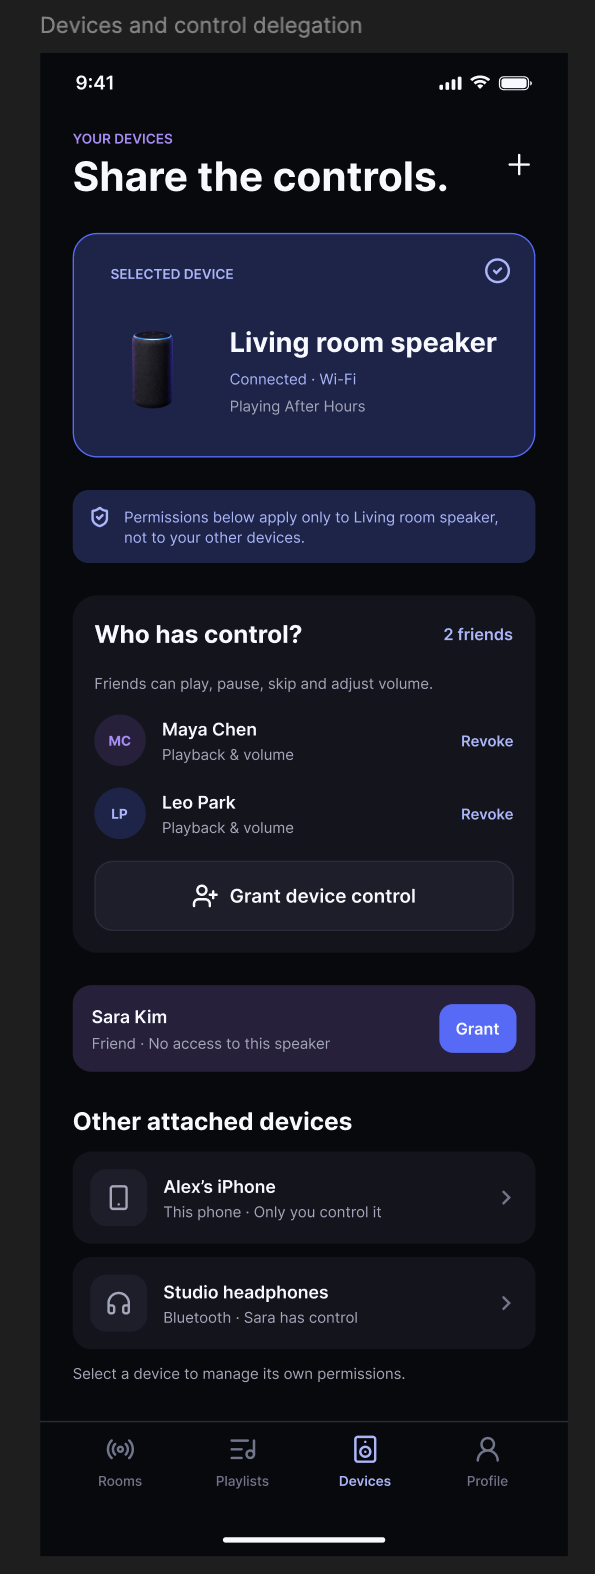 Devices and control delegation
9:41
YOUR DEVICES
Share the controls.
SELECTED DEVICE
Living room speaker
Connected · Wi-Fi
Playing After Hours
Permissions below apply only to Living room speaker,
not to your other devices.
Who has control?
2 friends
Friends can play, pause, skip and adjust volume.
MC
Maya Chen
Playback & volume
Revoke
LP
Leo Park
Playback & volume
Revoke
Grant device control
Sara Kim
Friend · No access to this speaker
Grant
Other attached devices
Alex’s iPhone
This phone · Only you control it
Studio headphones
Bluetooth · Sara has control
Select a device to manage its own permissions.
Rooms
Playlists
Devices
Profile